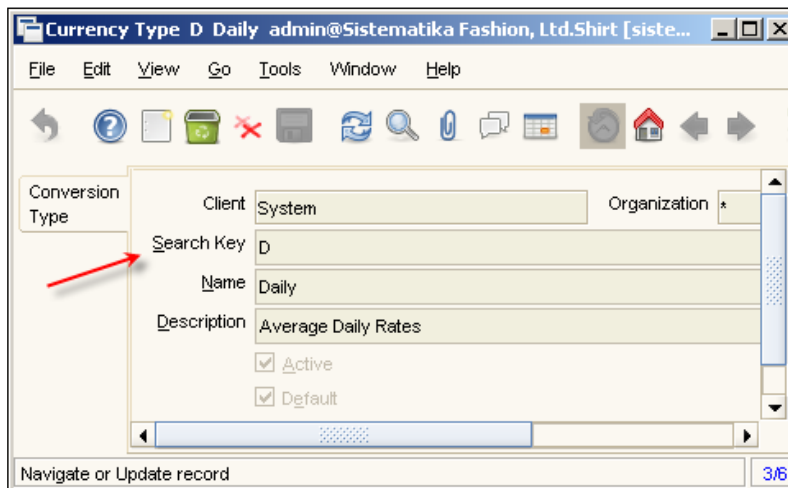 Currency Type D Daily admin@Sistematika Fashion, Ltd.Shirt [siste...
File Edit View Go Tools Window Help
Conversion
Type
Client System Organization *
Search Key D
Name Daily
Description Average Daily Rates
Active
Default
Navigate or Update record 3/6